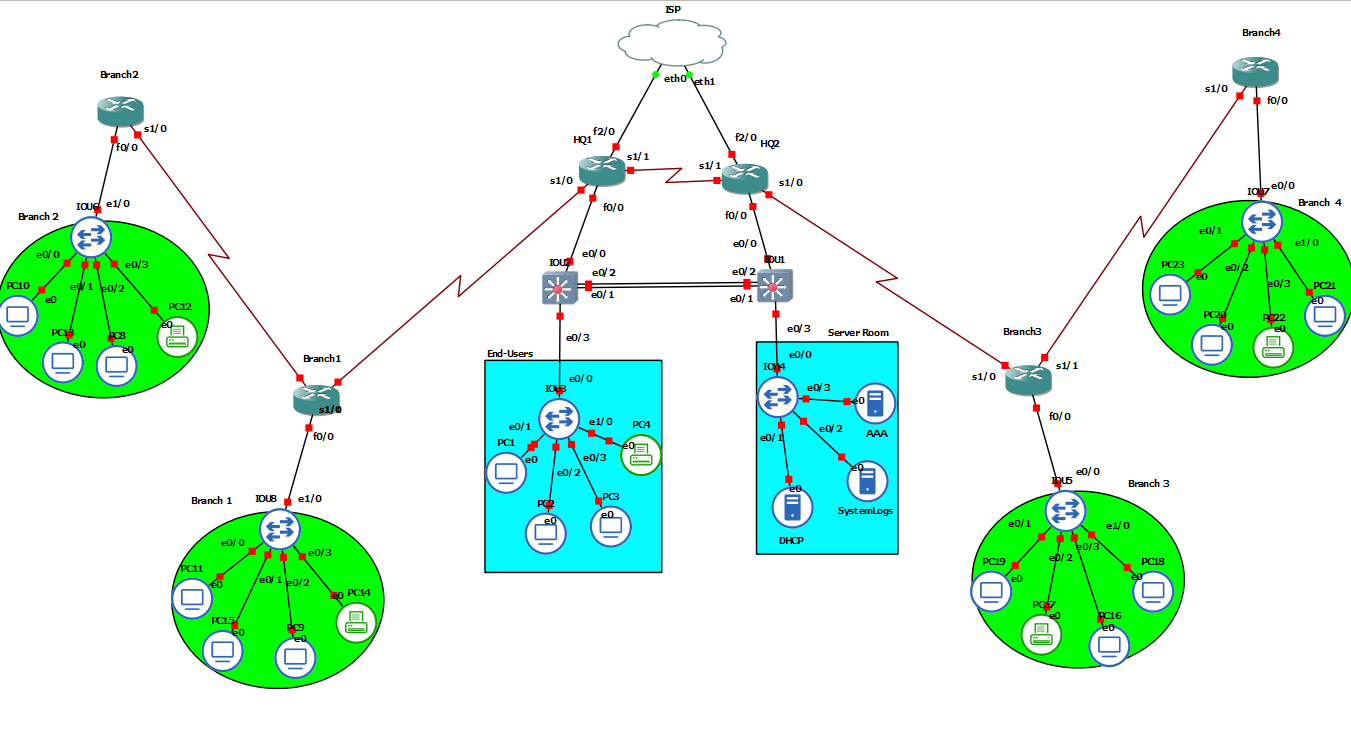 ISP
eth0
eth1
Branch2
s1/0
f0/0
Branch4
s1/0
f0/0
HQ1
f2/0
s1/1
s1/0
f0/0
HQ2
f2/0
s1/1
s1/0
f0/0
Branch 2
IOU6
e1/0
e0/0
e0/1
e0/2
e0/3
PC10
e0
PC13
e0
PC8
e0
PC12
e0
IOU2
e0/0
e0/2
e0/1
e0/3
IOU1
e0/0
e0/2
e0/1
e0/3
Branch 4
IOU7
e0/0
e0/1
e0/2
e0/3
e1/0
PC23
e0
PC20
e0
PC22
e0
PC21
e0
Branch1
s1/0
f0/0
End-Users
IOU3
e0/0
e0/1
e0/2
e0/3
e1/0
PC1
e0
PC2
e0
PC3
e0
PC4
e0
Server Room
IOU4
e0/0
e0/3
e0/2
e0/1
e0
AAA
e0
SystemLogs
e0
DHCP
Branch3
s1/0
s1/1
f0/0
Branch 1
IOU8
e1/0
e0/0
e0/1
e0/2
e0/3
PC11
e0
PC15
e0
PC9
e0
PC14
e0
Branch 3
IOU5
e0/0
e0/1
e0/2
e0/3
e1/0
PC19
e0
PC17
e0
PC16
e0
PC18
e0